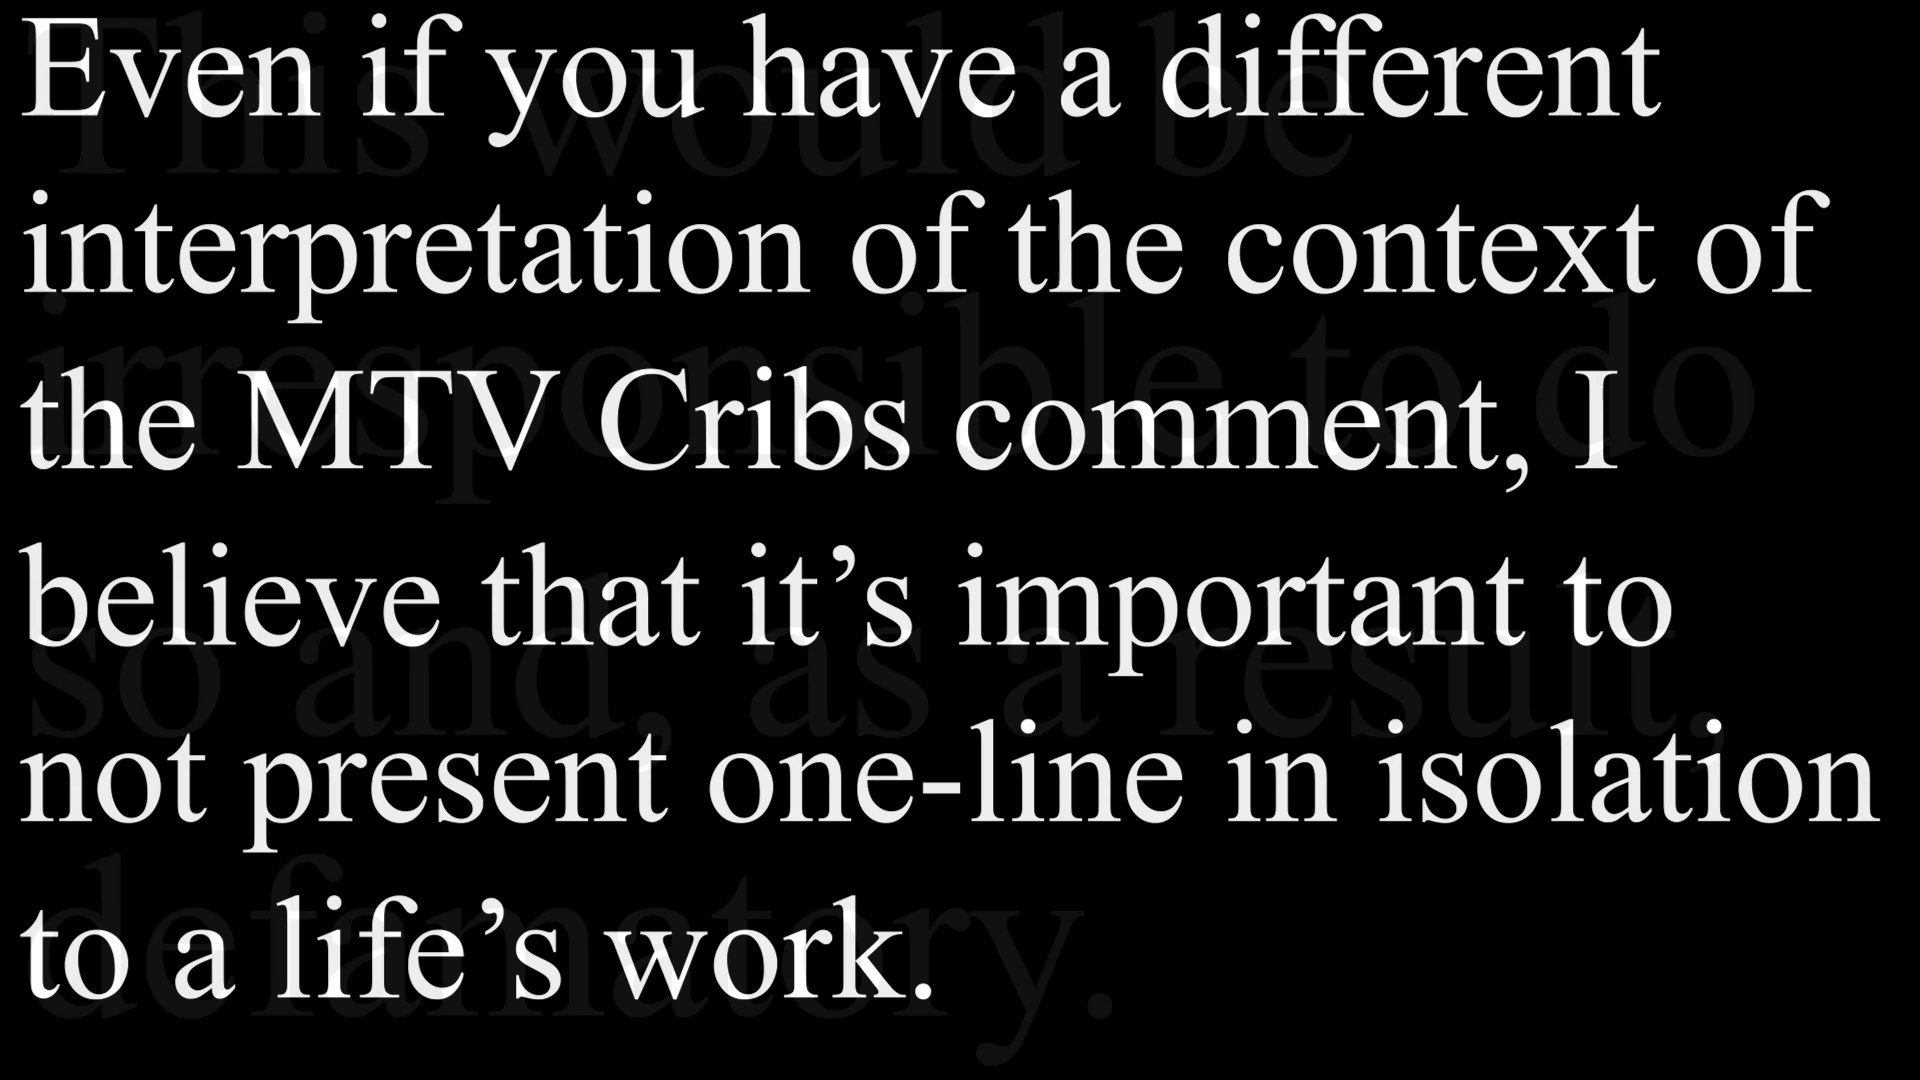 Even if you have a different
interpretation of the context of
the MTV Cribs comment, I
believe that it’s important to
not present one-line in isolation
to a life’s work.
This would be
irresponsible to do
so and, as a result,
defamatory.